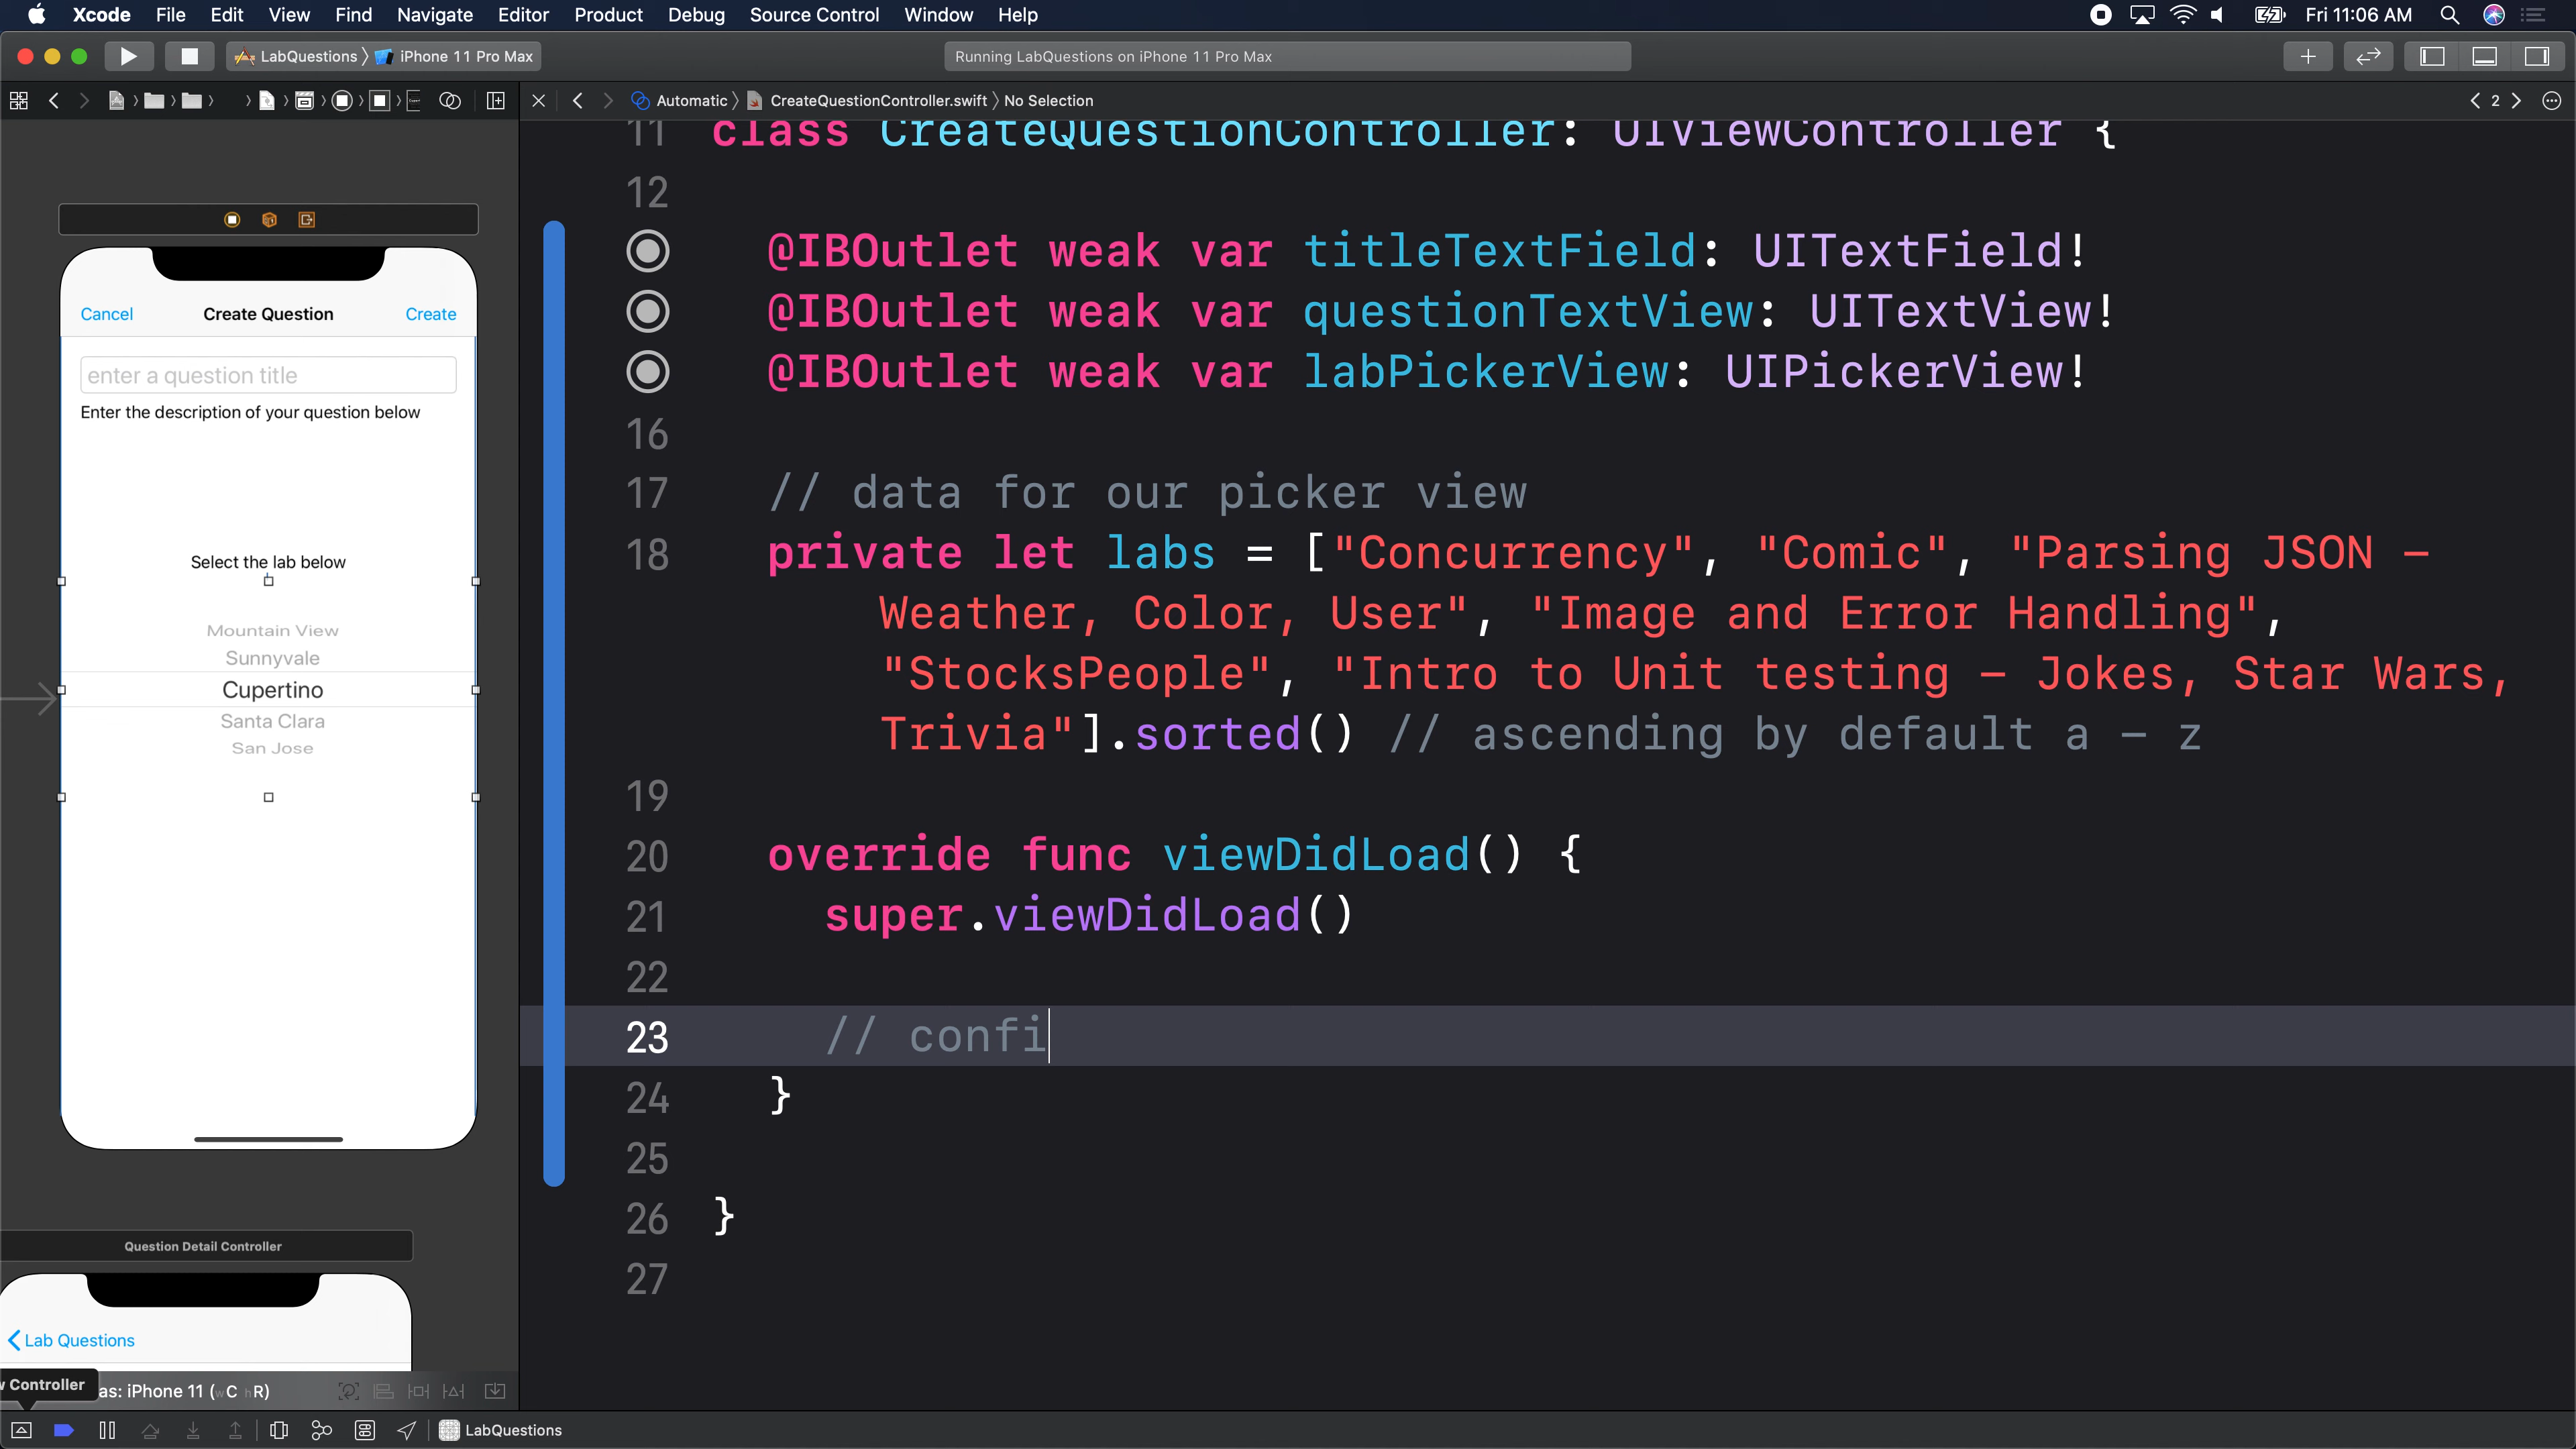 Xcode File Edit View Find Navigate Editor Product Debug Source Control Window Help Fri 11:06 AM
LabQuestions iPhone 11 Pro Max Running LabQuestions on iPhone 11 Pro Max
Automatic CreateQuestionController.swift No Selection 2
11 class CreateQuestionController: UIViewController {
12
@IBOutlet weak var titleTextField: UITextField!
@IBOutlet weak var questionTextView: UITextView!
@IBOutlet weak var labPickerView: UIPickerView!
16
17 // data for our picker view
18 private let labs = ["Concurrency", "Comic", "Parsing JSON –
Weather, Color, User", "Image and Error Handling",
"StocksPeople", "Intro to Unit testing – Jokes, Star Wars,
Trivia"].sorted() // ascending by default a – z
19
20 override func viewDidLoad() {
21 super.viewDidLoad()
22
23 // confi
24 }
25
26 }
27
Cancel Create Question Create
enter a question title
Enter the description of your question below
Select the lab below
Mountain View
Sunnyvale
Cupertino
Santa Clara
San Jose
Question Detail Controller
Lab Questions
Controller as: iPhone 11 (wC hR)
LabQuestions